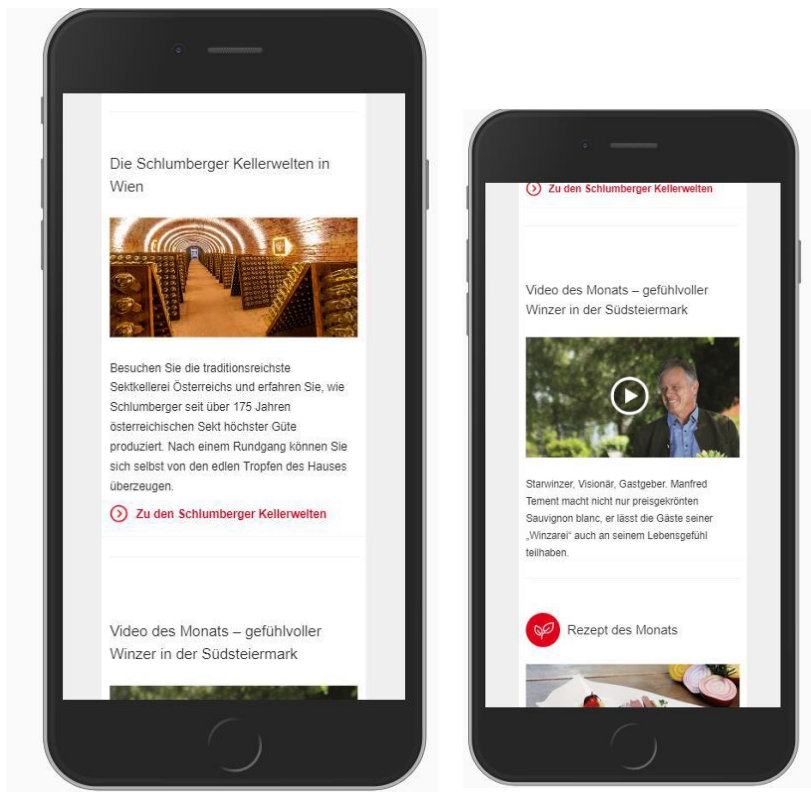 Die Schlumberger Kellerwelten in
Wien
Besuchen Sie die traditionsreichste
Sektkellerei Österreichs und erfahren Sie, wie
Schlumberger seit über 175 Jahren
österreichischen Sekt höchster Güte
produziert. Nach einem Rundgang können Sie
sich selbst von den edlen Tropfen des Hauses
überzeugen.
Zu den Schlumberger Kellerwelten
Video des Monats – gefühlvoller
Winzer in der Südsteiermark
Zu den Schlumberger Kellerwelten
Video des Monats – gefühlvoller
Winzer in der Südsteiermark
Starwinzer, Visionär, Gastgeber. Manfred
Tement macht nicht nur preisgekrönten
Sauvignon blanc, er lässt die Gäste seiner
„Winzarei“ auch an seinem Lebensgefühl
teilhaben.
Rezept des Monats